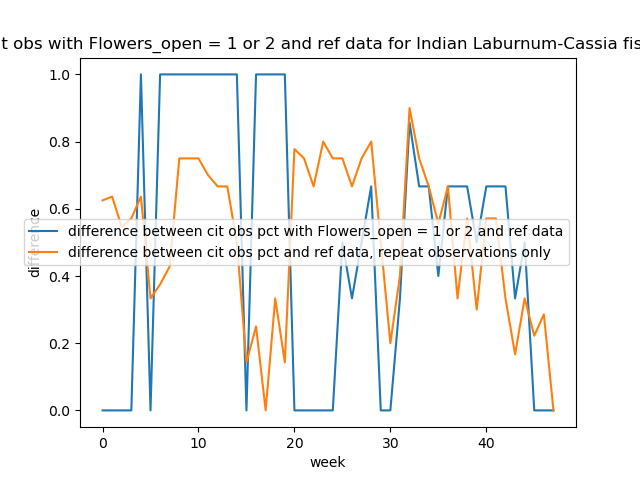 t obs with Flowers_open = 1 or 2 and ref data for Indian Laburnum-Cassia fis
1.0
0.8
0.6
0.4
0.2
0.0
difference
difference between cit obs pct with Flowers_open = 1 or 2 and ref data
difference between cit obs pct and ref data, repeat observations only
0 10 20 30 40
week